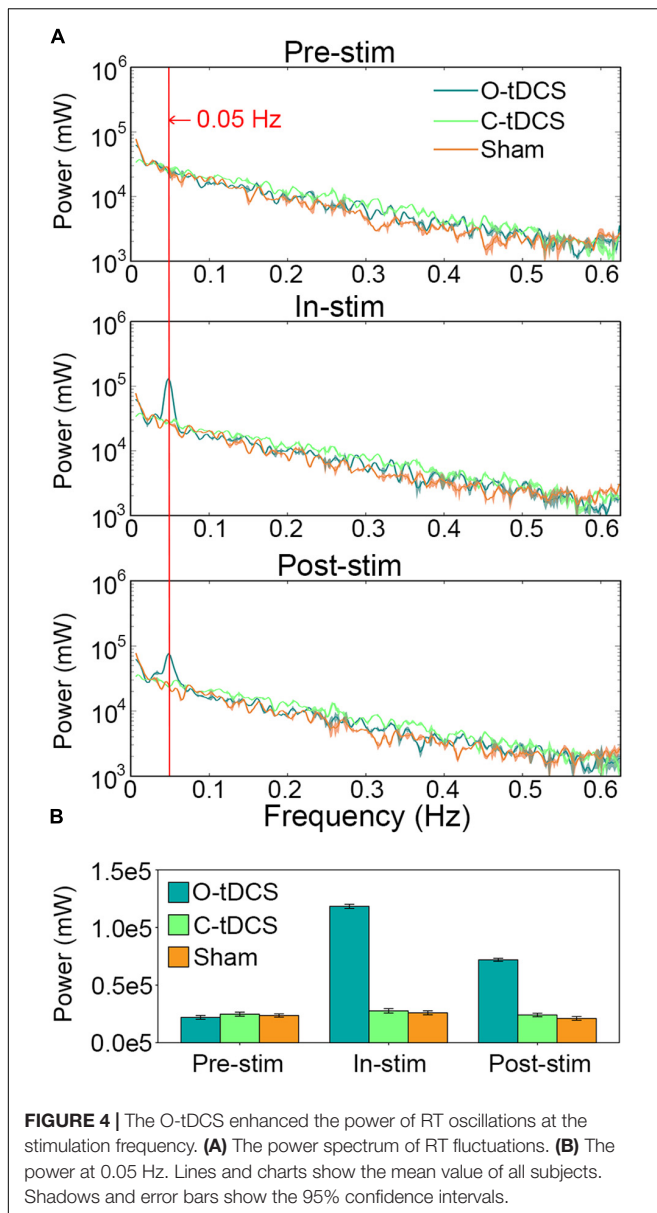 A
Pre-stim
10^6
10^5
10^4
10^3
Power (mW)
← 0.05 Hz
O-tDCS
C-tDCS
Sham
0 0.1 0.2 0.3 0.4 0.5 0.6
In-stim
10^6
10^5
10^4
10^3
Power (mW)
0 0.1 0.2 0.3 0.4 0.5 0.6
Post-stim
10^6
10^5
10^4
10^3
Power (mW)
0 0.1 0.2 0.3 0.4 0.5 0.6
Frequency (Hz)
B
1.5e5
1.0e5
0.5e5
0.0e5
Power (mW)
O-tDCS
C-tDCS
Sham
Pre-stim In-stim Post-stim
FIGURE 4 | The O-tDCS enhanced the power of RT oscillations at the
stimulation frequency. (A) The power spectrum of RT fluctuations. (B) The
power at 0.05 Hz. Lines and charts show the mean value of all subjects.
Shadows and error bars show the 95% confidence intervals.